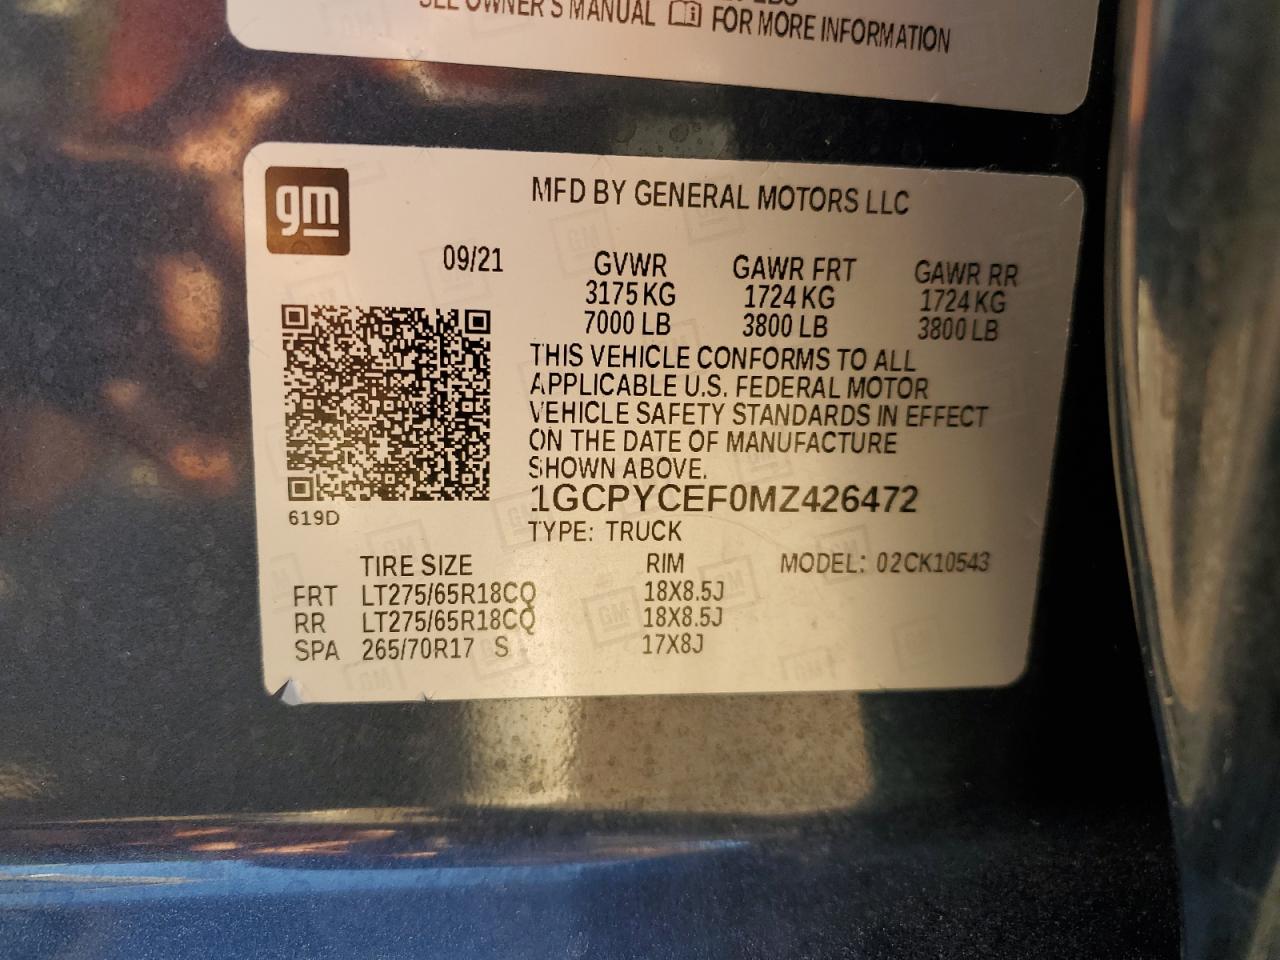 SEE OWNER'S MANUAL FOR MORE INFORMATION
gm
MFD BY GENERAL MOTORS LLC
09/21 GVWR GAWR FRT GAWR RR
3175 KG 1724 KG 1724 KG
7000 LB 3800 LB 3800 LB
THIS VEHICLE CONFORMS TO ALL
APPLICABLE U.S. FEDERAL MOTOR
VEHICLE SAFETY STANDARDS IN EFFECT
ON THE DATE OF MANUFACTURE
SHOWN ABOVE.
1GCPYCEF0MZ426472
619D
TYPE: TRUCK
TIRE SIZE RIM MODEL: 02CK10543
FRT LT275/65R18CQ 18X8.5J
RR LT275/65R18CQ 18X8.5J
SPA 265/70R17 S 17X8J